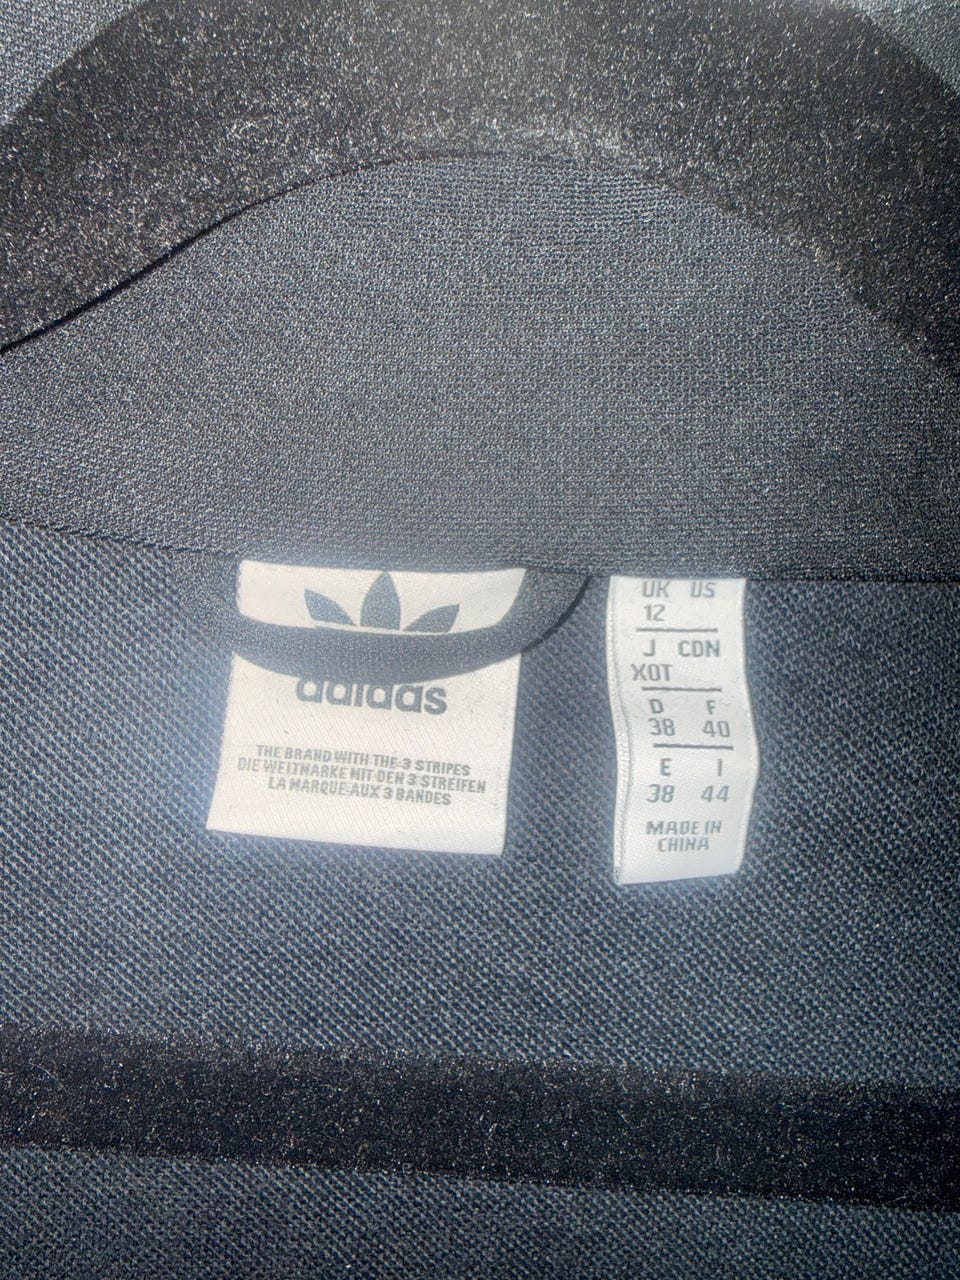 adidas
THE BRAND WITH THE 3 STRIPES
DIE WELTMARKE MIT DEN 3 STREIFEN
LA MARQUE AUX 3 BANDES
UK US
12
J CDN
XOT
D F
38 40
E I
38 44
MADE IN
CHINA